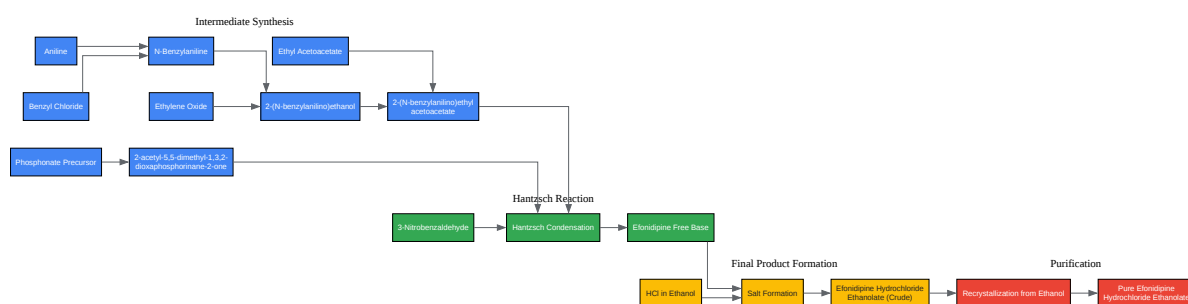 Intermediate Synthesis
Aniline
N-Benzylaniline
Ethyl Acetoacetate
Benzyl Chloride
Ethylene Oxide
2-(N-benzylanilino)ethanol
2-(N-benzylanilino)ethyl
acetoacetate
Phosphonate Precursor
2-acetyl-5,5-dimethyl-1,3,2-
dioxaphosphorinane-2-one
Hantzsch Reaction
3-Nitrobenzaldehyde
Hantzsch Condensation
Efonidipine Free Base
Final Product Formation
Purification
HCl in Ethanol
Salt Formation
Efonidipine Hydrochloride
Ethanolate (Crude)
Recrystallization from Ethanol
Pure Efonidipine
Hydrochloride Ethanolate